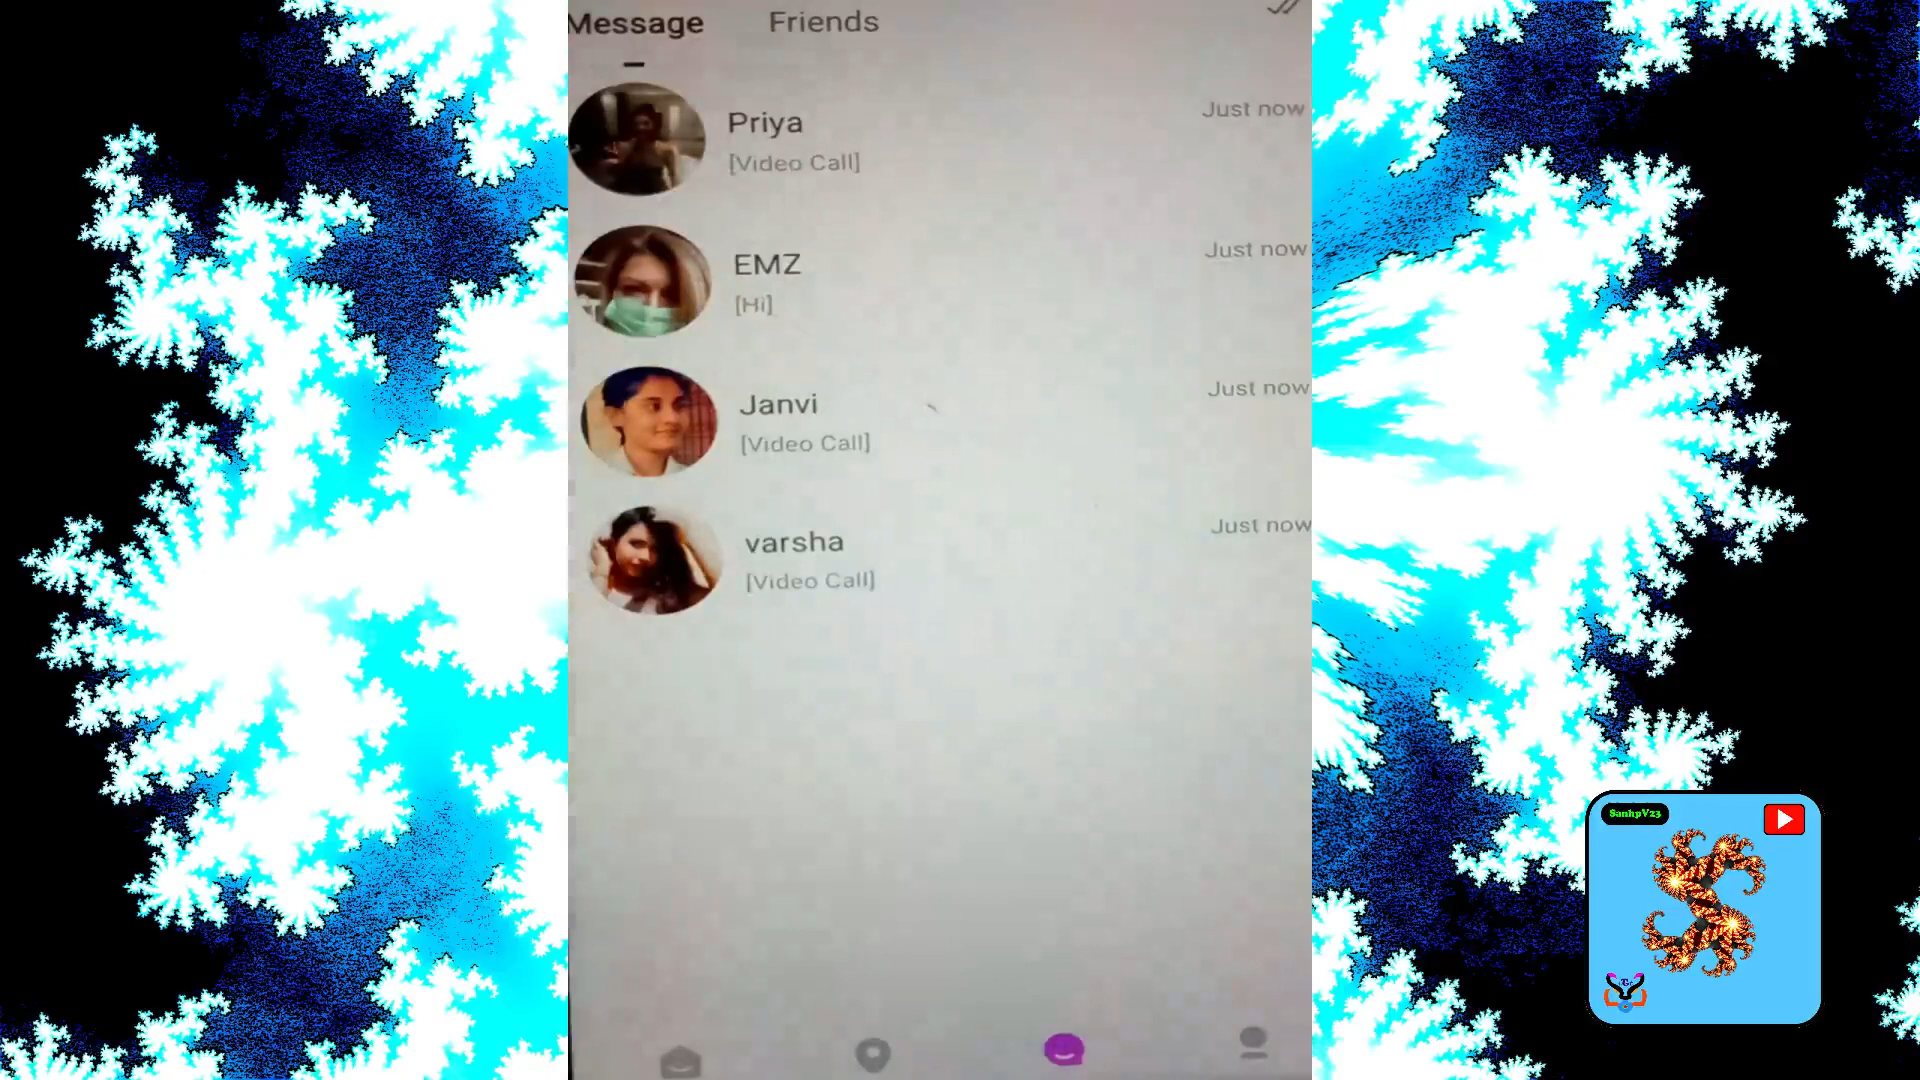 Message Friends
Priya
Just now
[Video Call]
EMZ
Just now
[Hi]
Janvi
Just now
[Video Call]
varsha
Just now
[Video Call]
SanhpV23